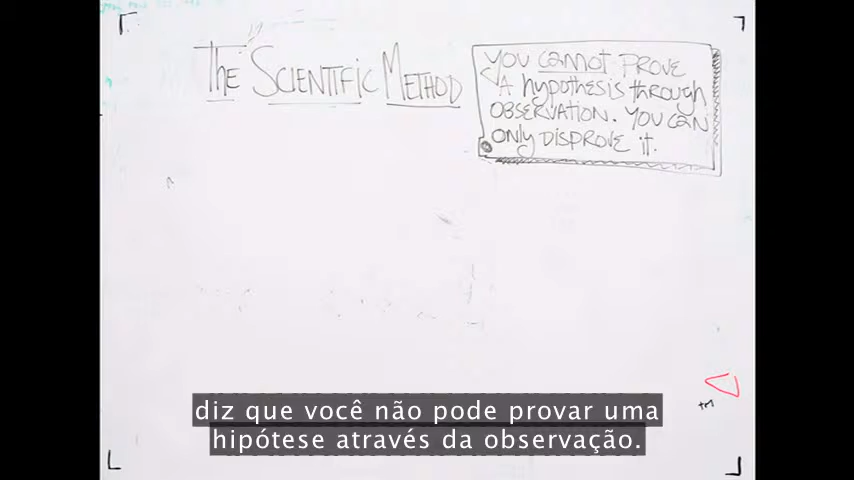 The SCIENTIFIC METHOD
YOU CANNOT PROVE
A hypothesis through
OBSERVATION. YOU CAN
ONLY DISPROVE it.
TM
diz que você não pode provar uma
hipótese através da observação.